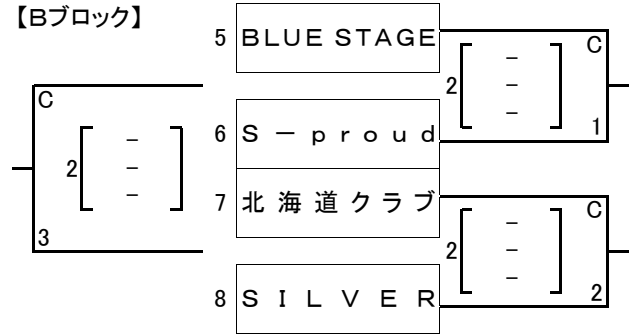 【Bブロック】
5 BLUE STAGE
C
2 - - -
1
6 S－proud
C
2 - - -
3
7 北海道クラブ
C
2 - - -
2
8 SILVER